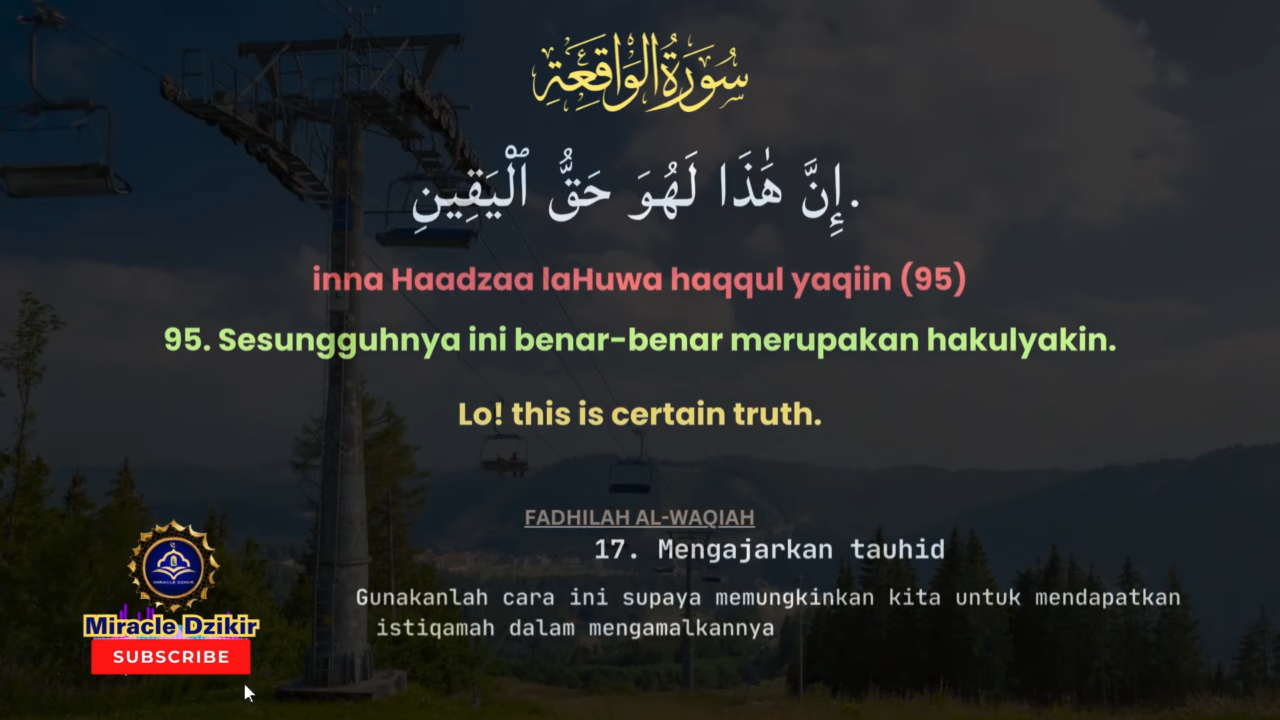 سُورَةُ الْوَاقِعَةِ
إِنَّ هَٰذَا لَهُوَ حَقُّ ٱلْيَقِينِ.
inna Haadzaa laHuwa haqqul yaqiin (95)
95. Sesungguhnya ini benar-benar merupakan hakulyakin.
Lo! this is certain truth.
FADHILAH AL-WAQIAH
17. Mengajarkan tauhid
Gunakanlah cara ini supaya memungkinkan kita untuk mendapatkan
istiqamah dalam mengamalkannya
MIRACLE DZIKIR
Miracle Dzikir
SUBSCRIBE